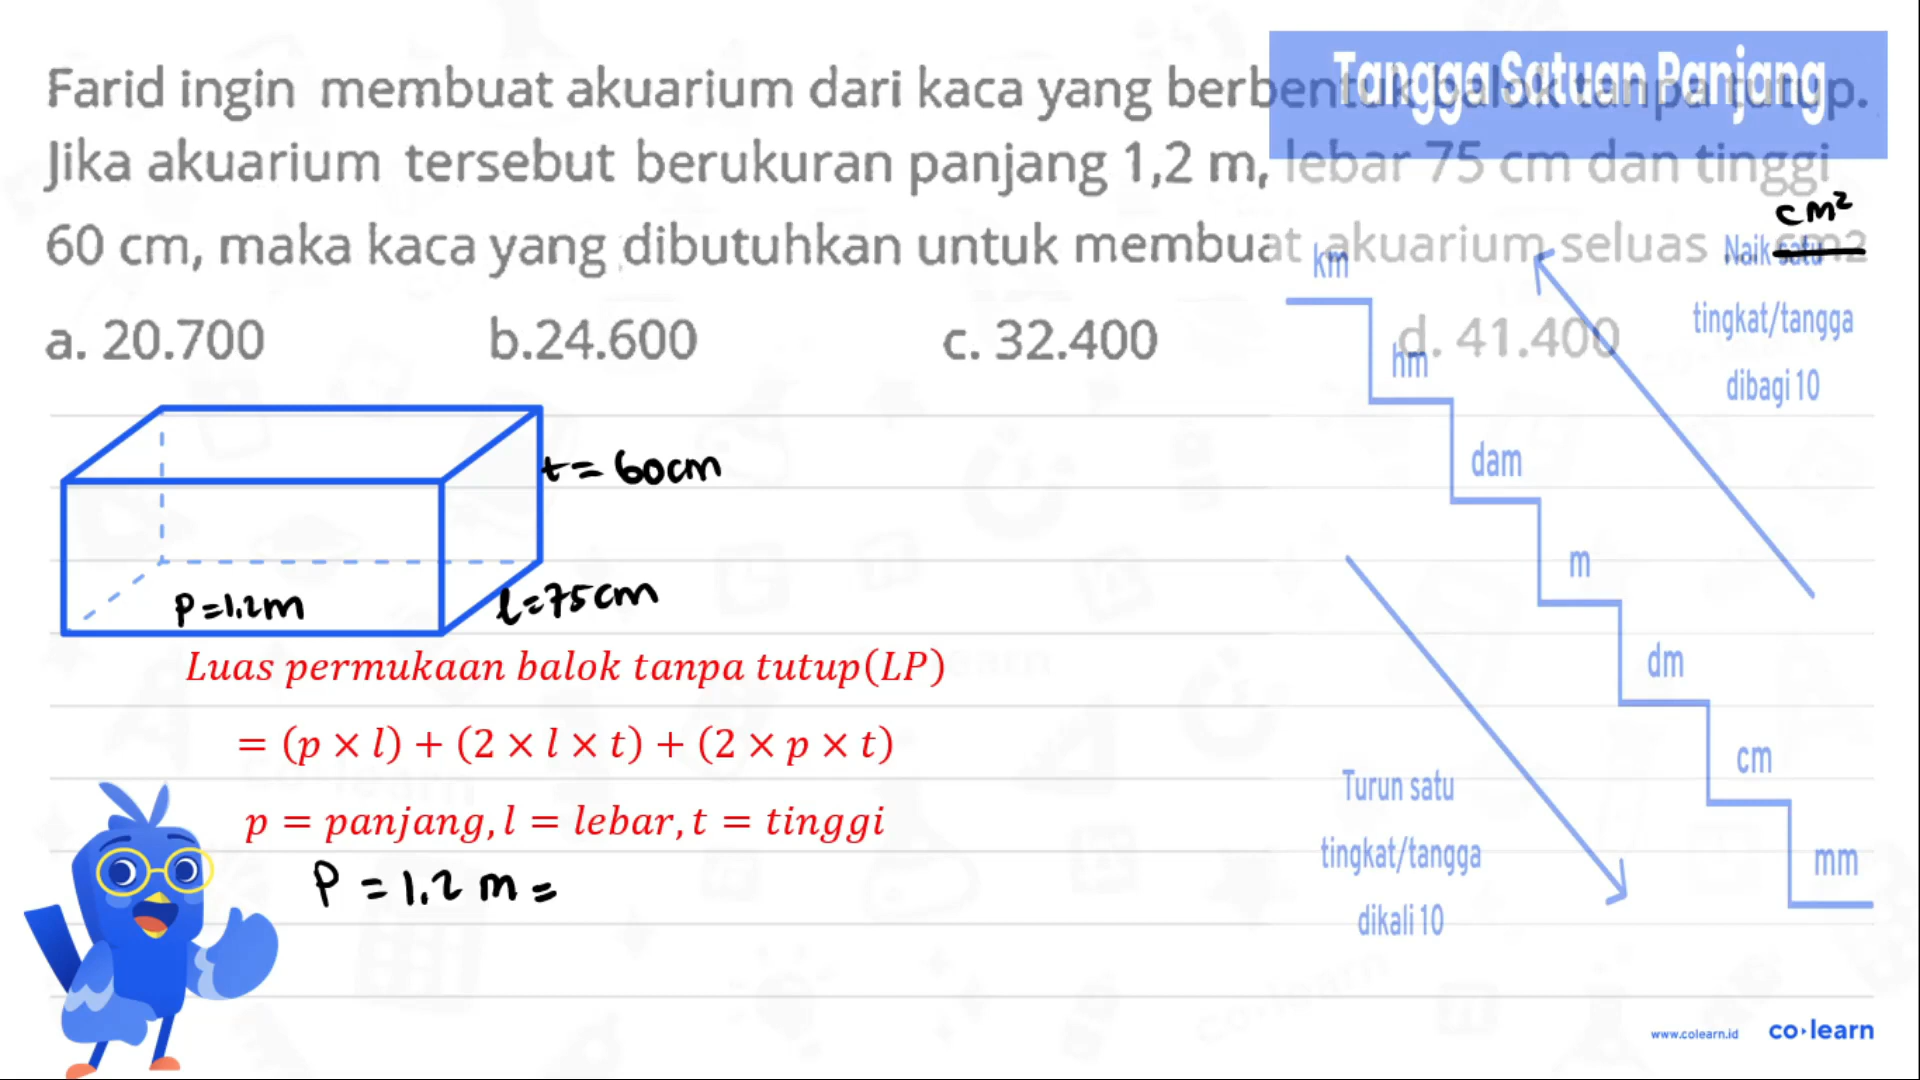 Tangga Satuan Panjang
Farid ingin membuat akuarium dari kaca yang berbentuk balok tanpa tutup.
Jika akuarium tersebut berukuran panjang 1,2 m, lebar 75 cm dan tinggi
cm²
60 cm, maka kaca yang dibutuhkan untuk membuat akuarium seluas ... cm2
a. 20.700 b.24.600 c. 32.400 d. 41.400
km
Naik satu
tingkat/tangga
dibagi 10
hm
dam
m
dm
cm
mm
Turun satu
tingkat/tangga
dikali 10
t = 60 cm
P=1.2m
l=75cm
Luas permukaan balok tanpa tutup(LP)
= (p × l) + (2 × l × t) + (2 × p × t)
p = panjang, l = lebar, t = tinggi
P = 1.2 m =
www.colearn.id
co·learn